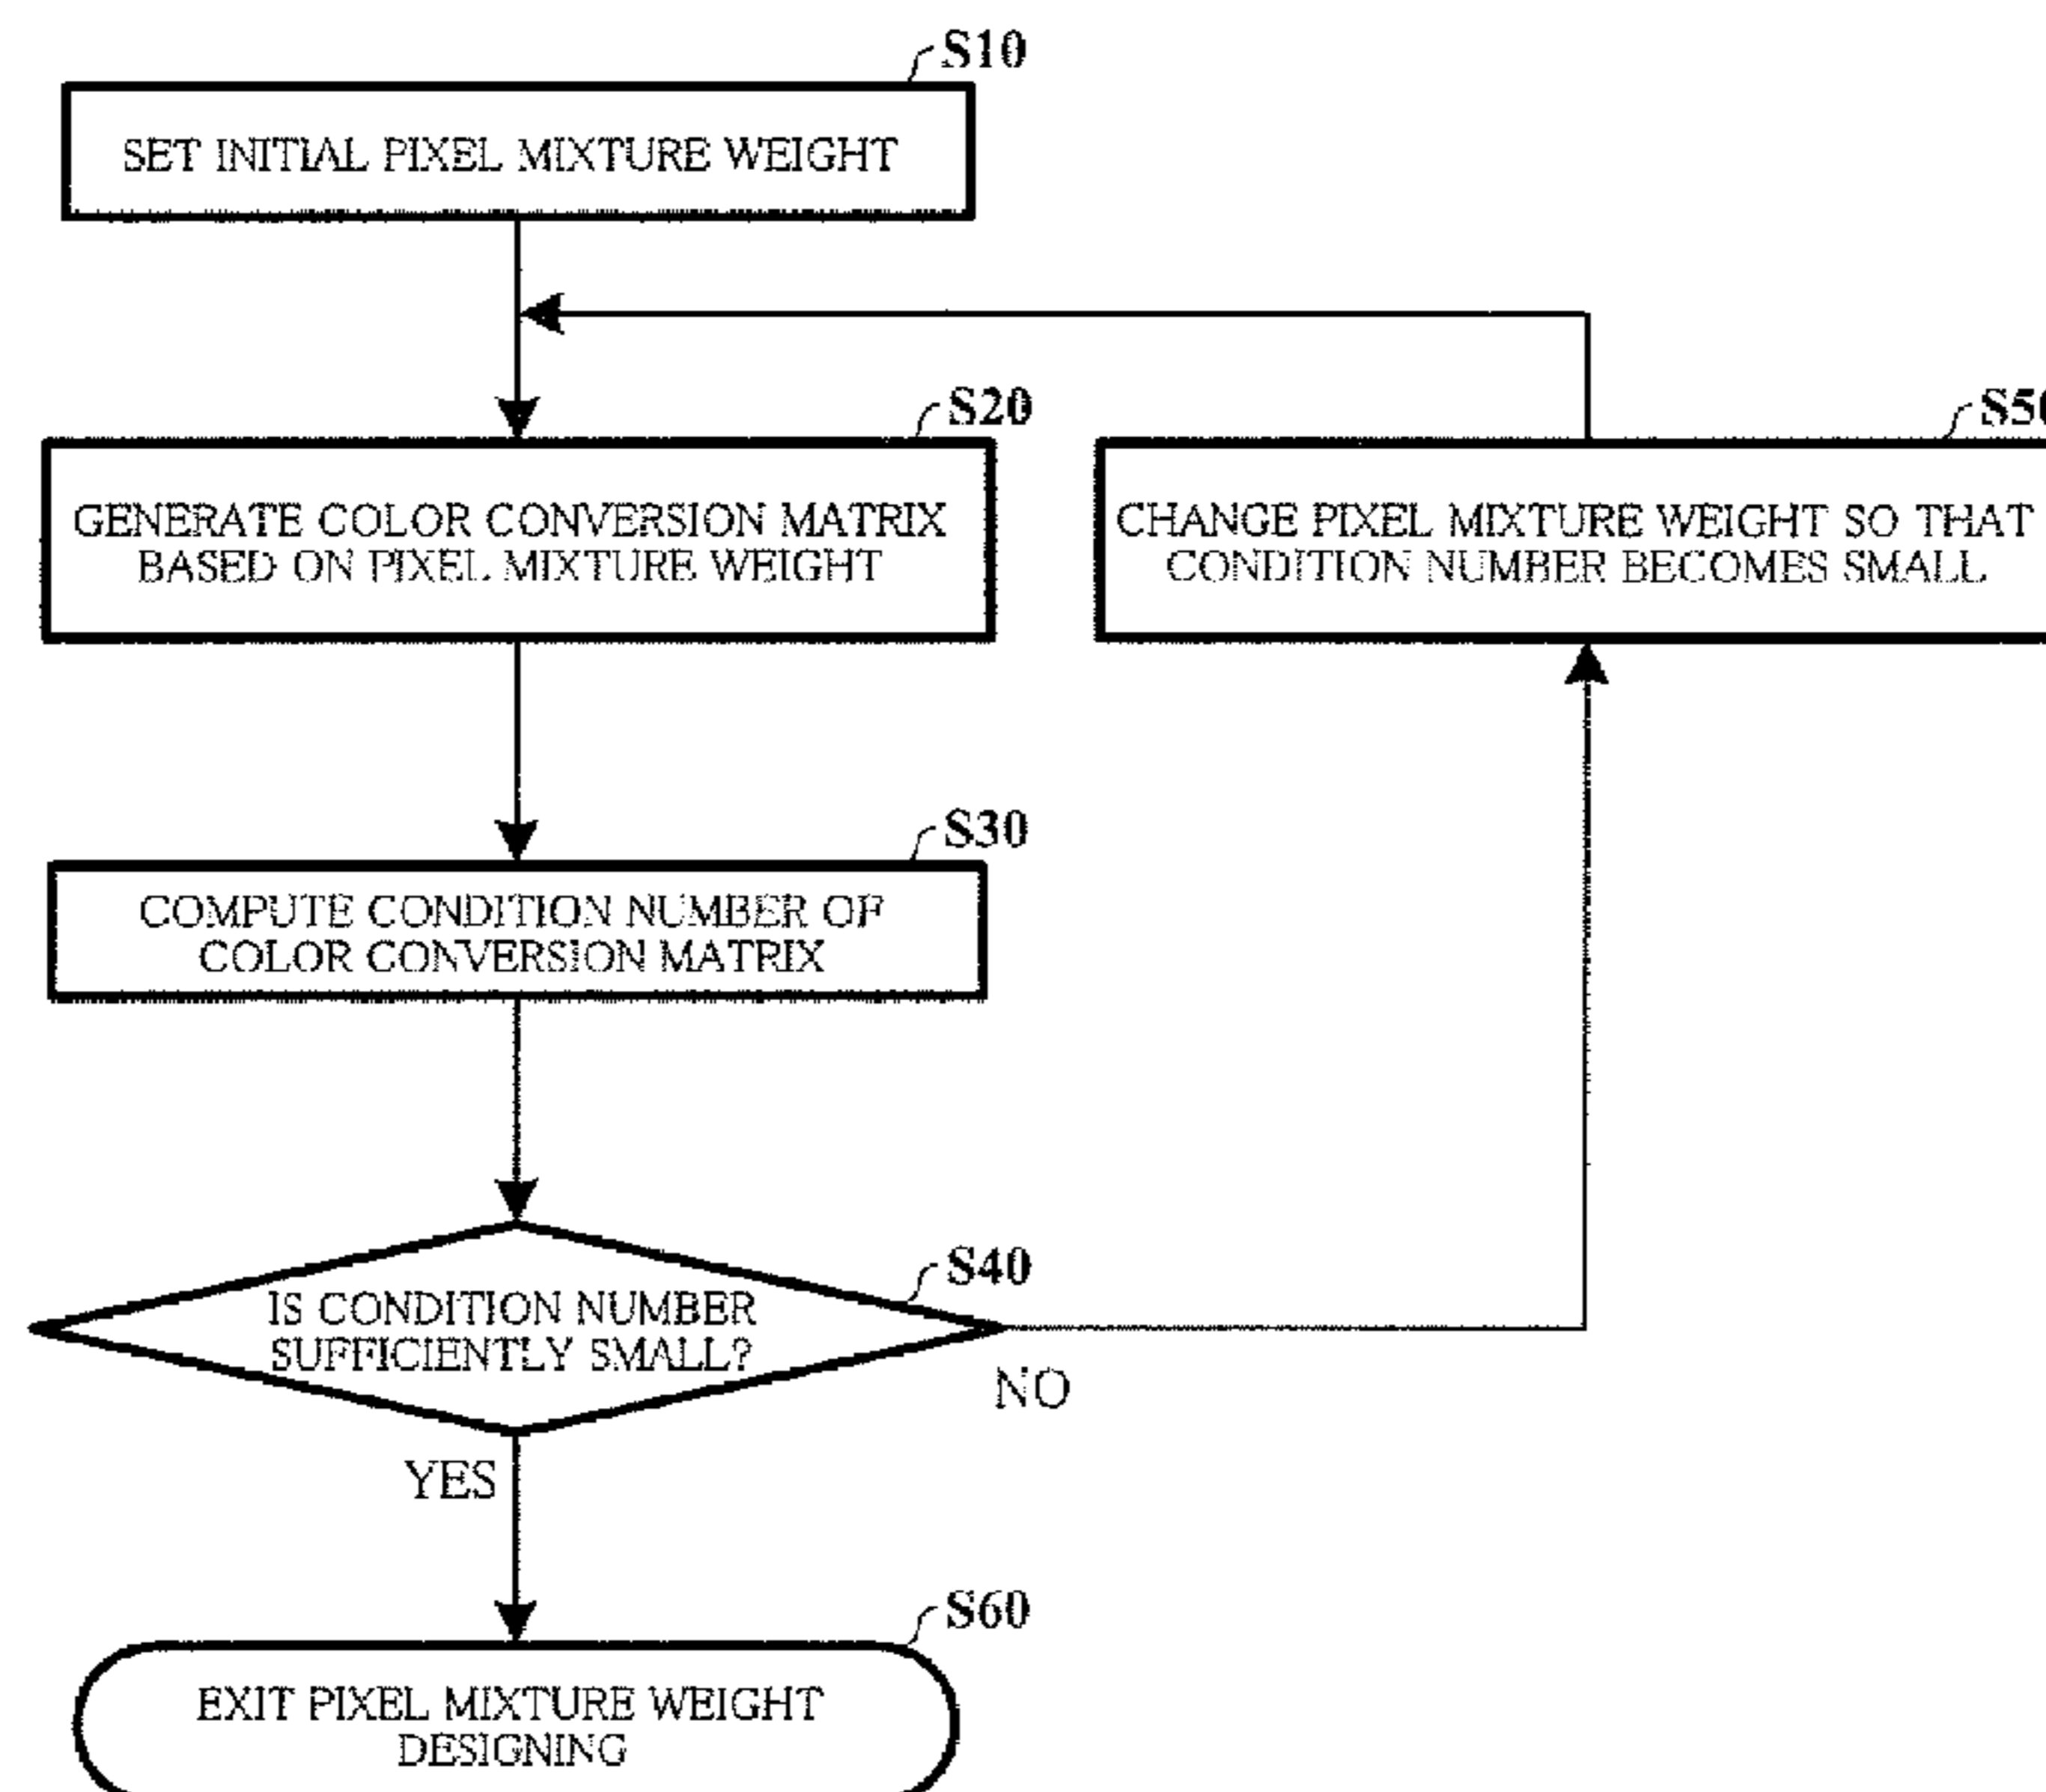 S10
SET INITIAL PIXEL MIXTURE WEIGHT
S20
GENERATE COLOR CONVERSION MATRIX
BASED ON PIXEL MIXTURE WEIGHT
S50
CHANGE PIXEL MIXTURE WEIGHT SO THAT
CONDITION NUMBER BECOMES SMALL
S30
COMPUTE CONDITION NUMBER OF
COLOR CONVERSION MATRIX
S40
IS CONDITION NUMBER
SUFFICIENTLY SMALL?
NO
YES
S60
EXIT PIXEL MIXTURE WEIGHT
DESIGNING